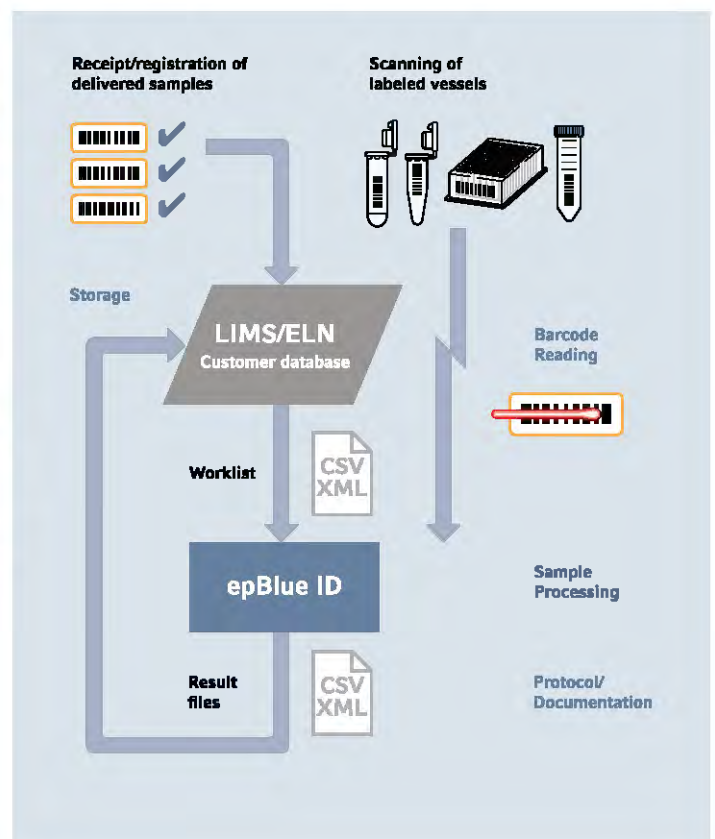 Receipt/registration of
delivered samples
Scanning of
labeled vessels
Storage
LIMS/ELN
Customer database
Barcode
Reading
Worklist
CSV
XML
epBlue ID
Sample
Processing
Result
files
CSV
XML
Protocol/
Documentation